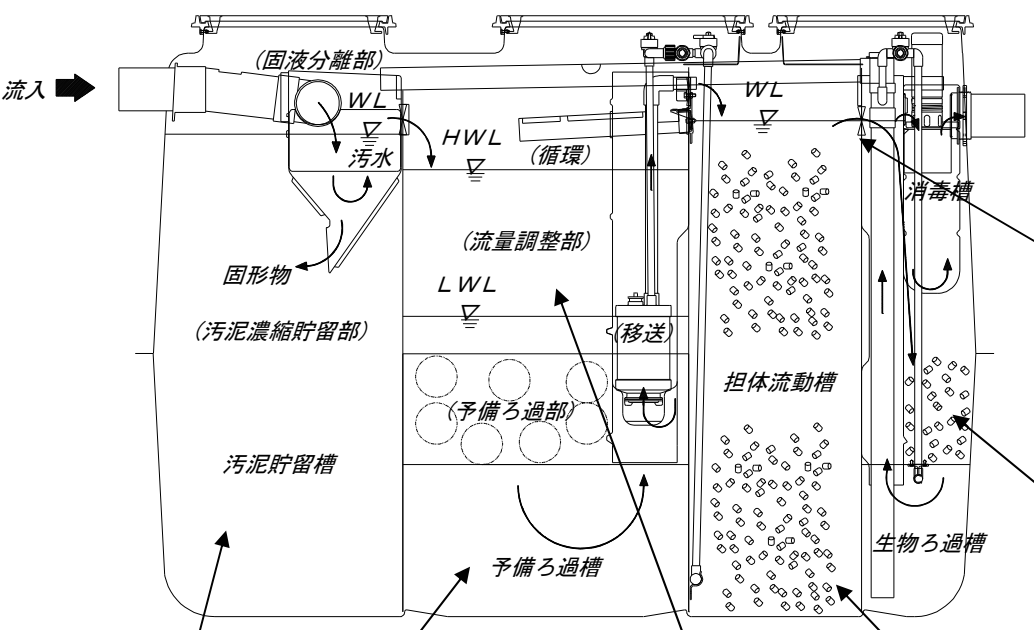 (固液分離部)
流入
WL
WL
HWL
汚水
(循環)
消毒槽
(流量調整部)
固形物
LWL
(汚泥濃縮貯留部)
(移送)
担体流動槽
(予備ろ過部)
汚泥貯留槽
生物ろ過槽
予備ろ過槽